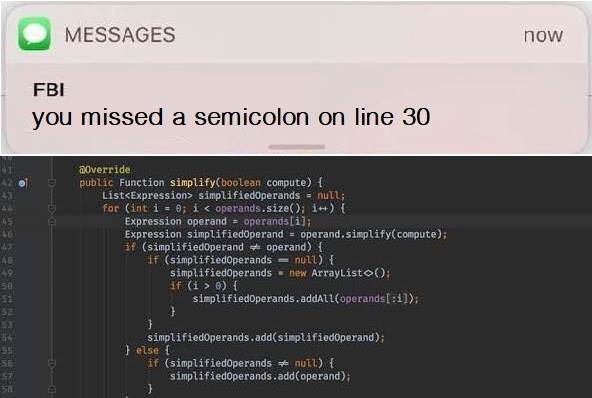 MESSAGES now
FBI
you missed a semicolon on line 30
41 @Override
42 public Function simplify(boolean compute) {
43 List<Expression> simplifiedOperands = null;
44 for (int i = 0; i < operands.size(); i++) {
45 Expression operand = operands[i];
46 Expression simplifiedOperand = operand.simplify(compute);
47 if (simplifiedOperand ≠ operand) {
48 if (simplifiedOperands == null) {
49 simplifiedOperands = new ArrayList<>();
50 if (i > 0) {
51 simplifiedOperands.addAll(operands[:i]);
52 }
53 }
54 simplifiedOperands.add(simplifiedOperand);
55 } else {
56 if (simplifiedOperands ≠ null) {
57 simplifiedOperands.add(operand);
58 }